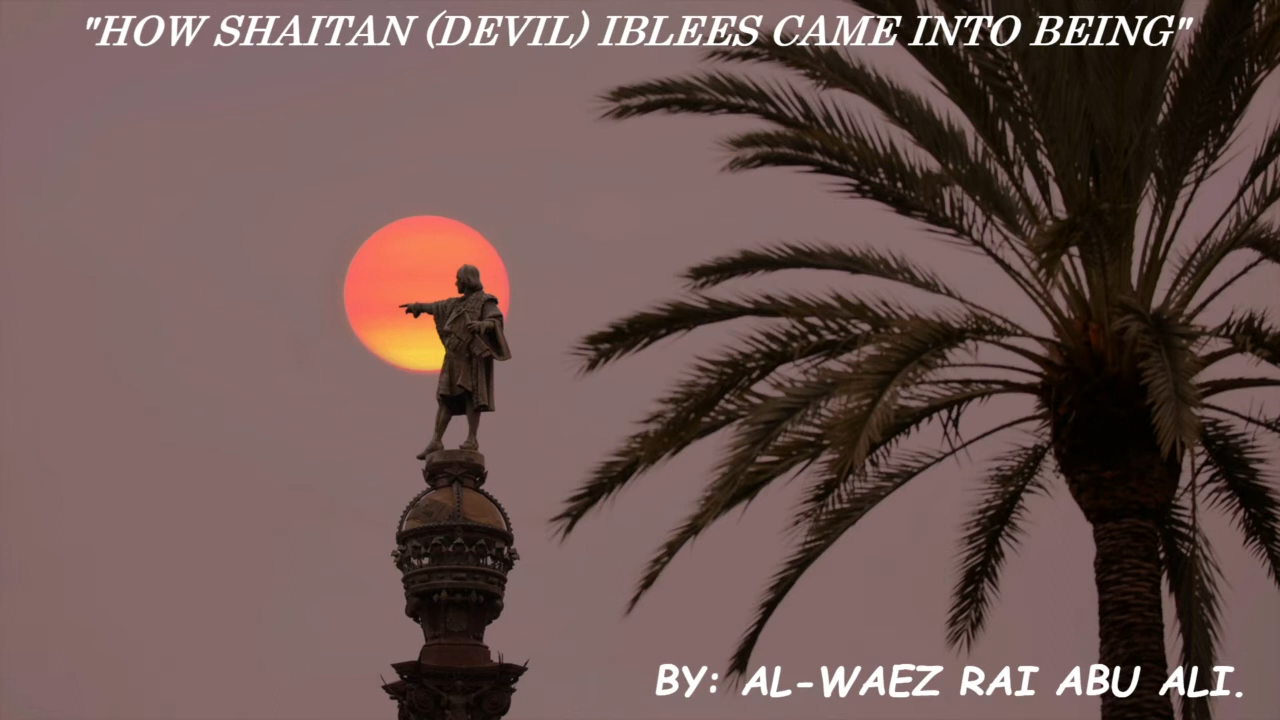 "HOW SHAITAN (DEVIL) IBLEES CAME INTO BEING"
BY: AL-WAEZ RAI ABU ALI.